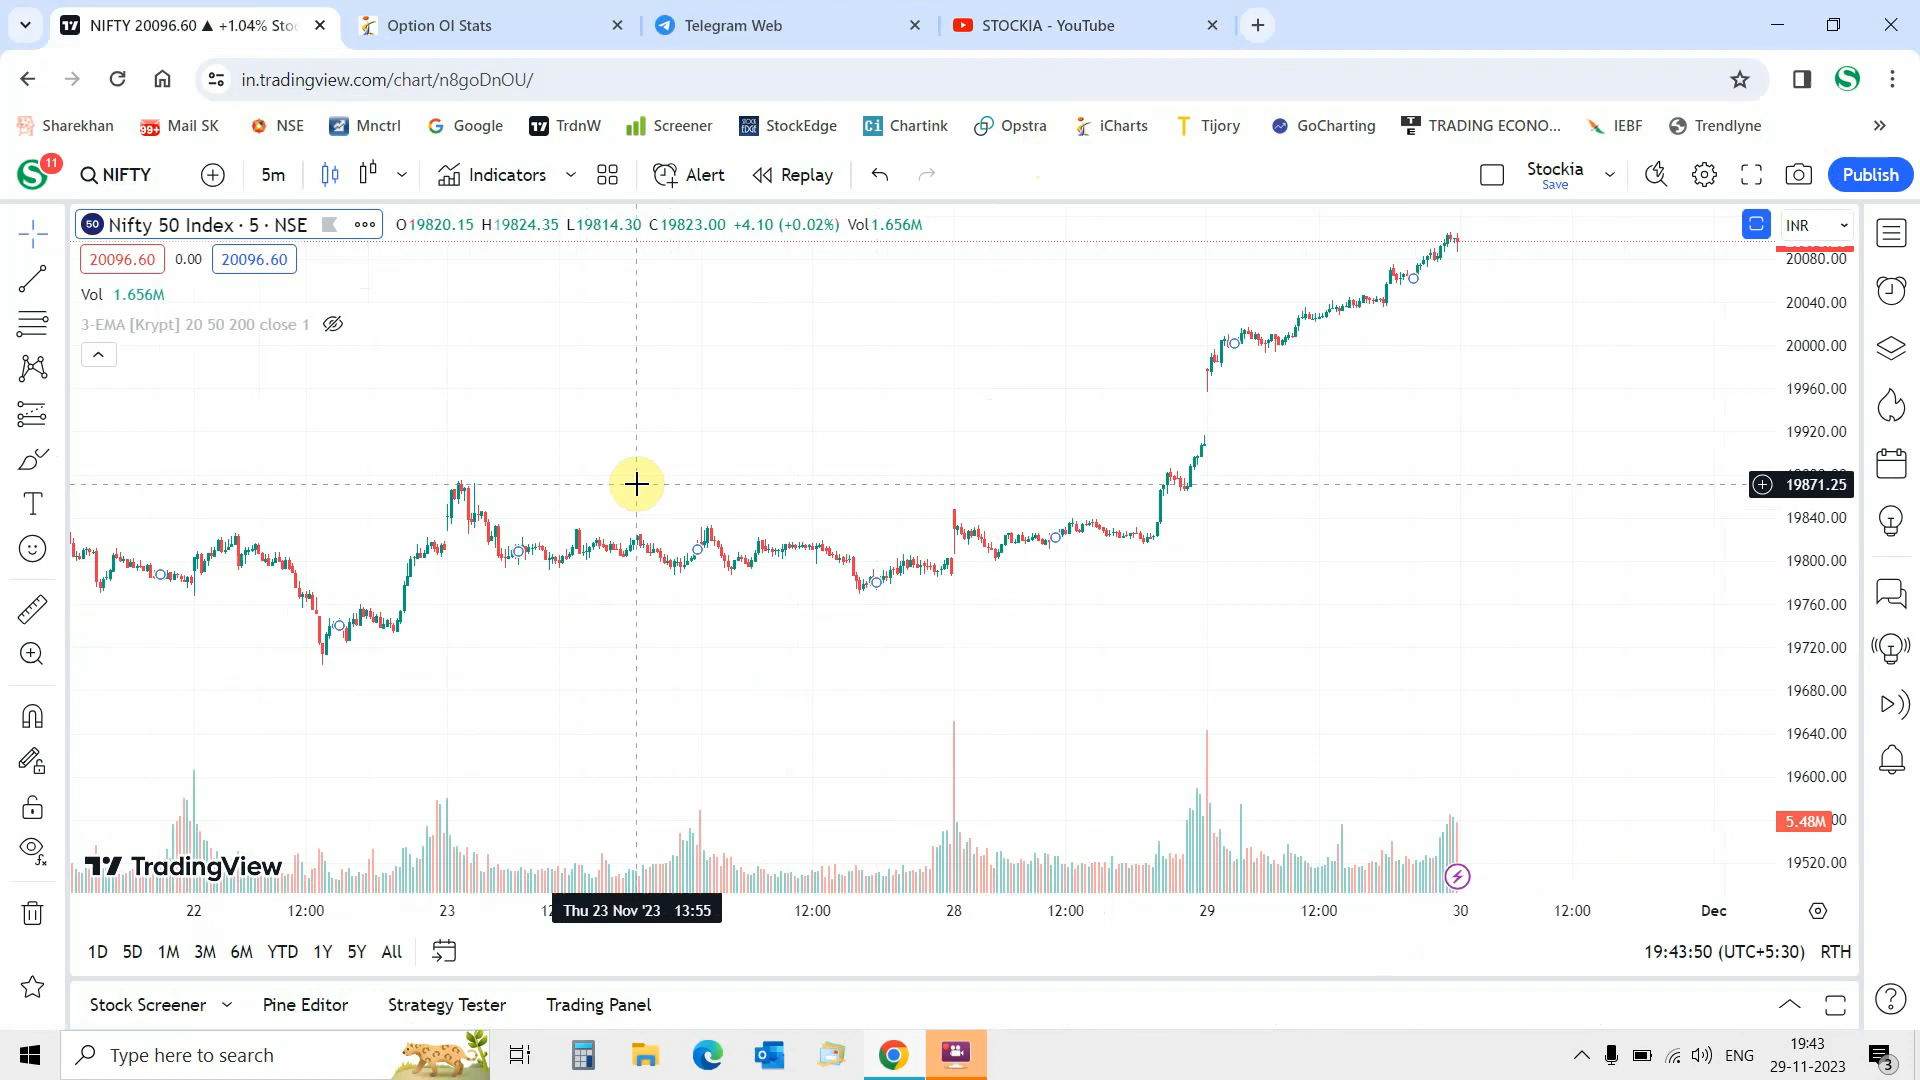 NIFTY 20096.60 ▲ +1.04% Sto
Option OI Stats
Telegram Web
STOCKIA - YouTube
in.tradingview.com/chart/n8goDnOU/
Sharekhan
99+
Mail SK
NSE
Mnctrl
Google
TrdnW
Screener
STOCK EDGE
StockEdge
Ci
Chartink
Opstra
iCharts
Tijory
GoCharting
TRADING ECONO...
IEBF
Trendlyne
S
11
NIFTY
5m
Indicators
Alert
Replay
Stockia
Save
Publish
50
Nifty 50 Index · 5 · NSE
O19820.15 H19824.35 L19814.30 C19823.00 +4.10 (+0.02%) Vol1.656M
INR
20096.60
0.00
20096.60
Vol 1.656M
3-EMA [Krypt] 20 50 200 close 1
20080.00
20040.00
20000.00
19960.00
19920.00
19871.25
19840.00
19800.00
19760.00
19720.00
19680.00
19640.00
19600.00
5.48M
19520.00
TradingView
22
12:00
23
Thu 23 Nov '23 13:55
12:00
28
12:00
29
12:00
30
12:00
Dec
1D 5D 1M 3M 6M YTD 1Y 5Y All
19:43:50 (UTC+5:30) RTH
Stock Screener
Pine Editor
Strategy Tester
Trading Panel
Type here to search
ENG
19:43
29-11-2023
3